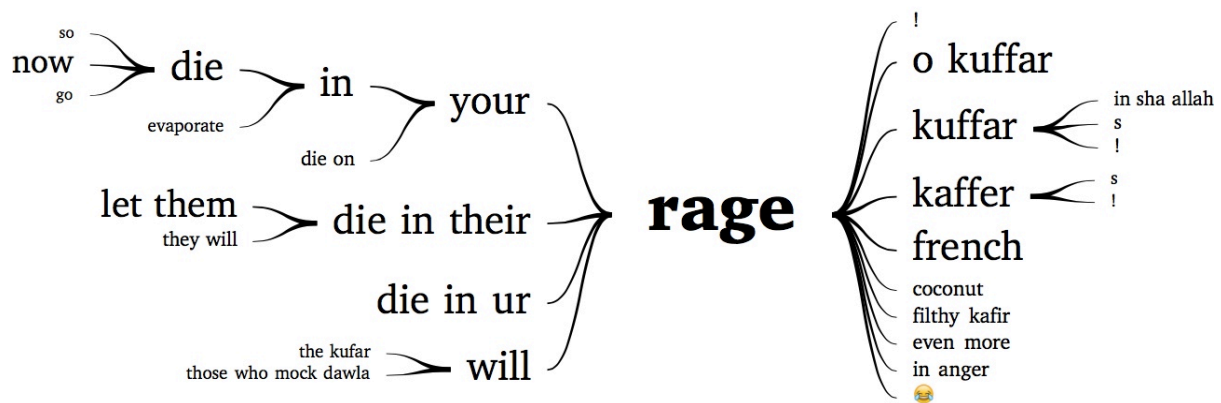 so
now
go
die
evaporate
in
die on
your
let them
they will
die in their
die in ur
the kufar
those who mock dawla
will
rage
!
o kuffar
kuffar
in sha allah
s
!
kaffer
s
!
french
coconut
filthy kafir
even more
in anger
😂